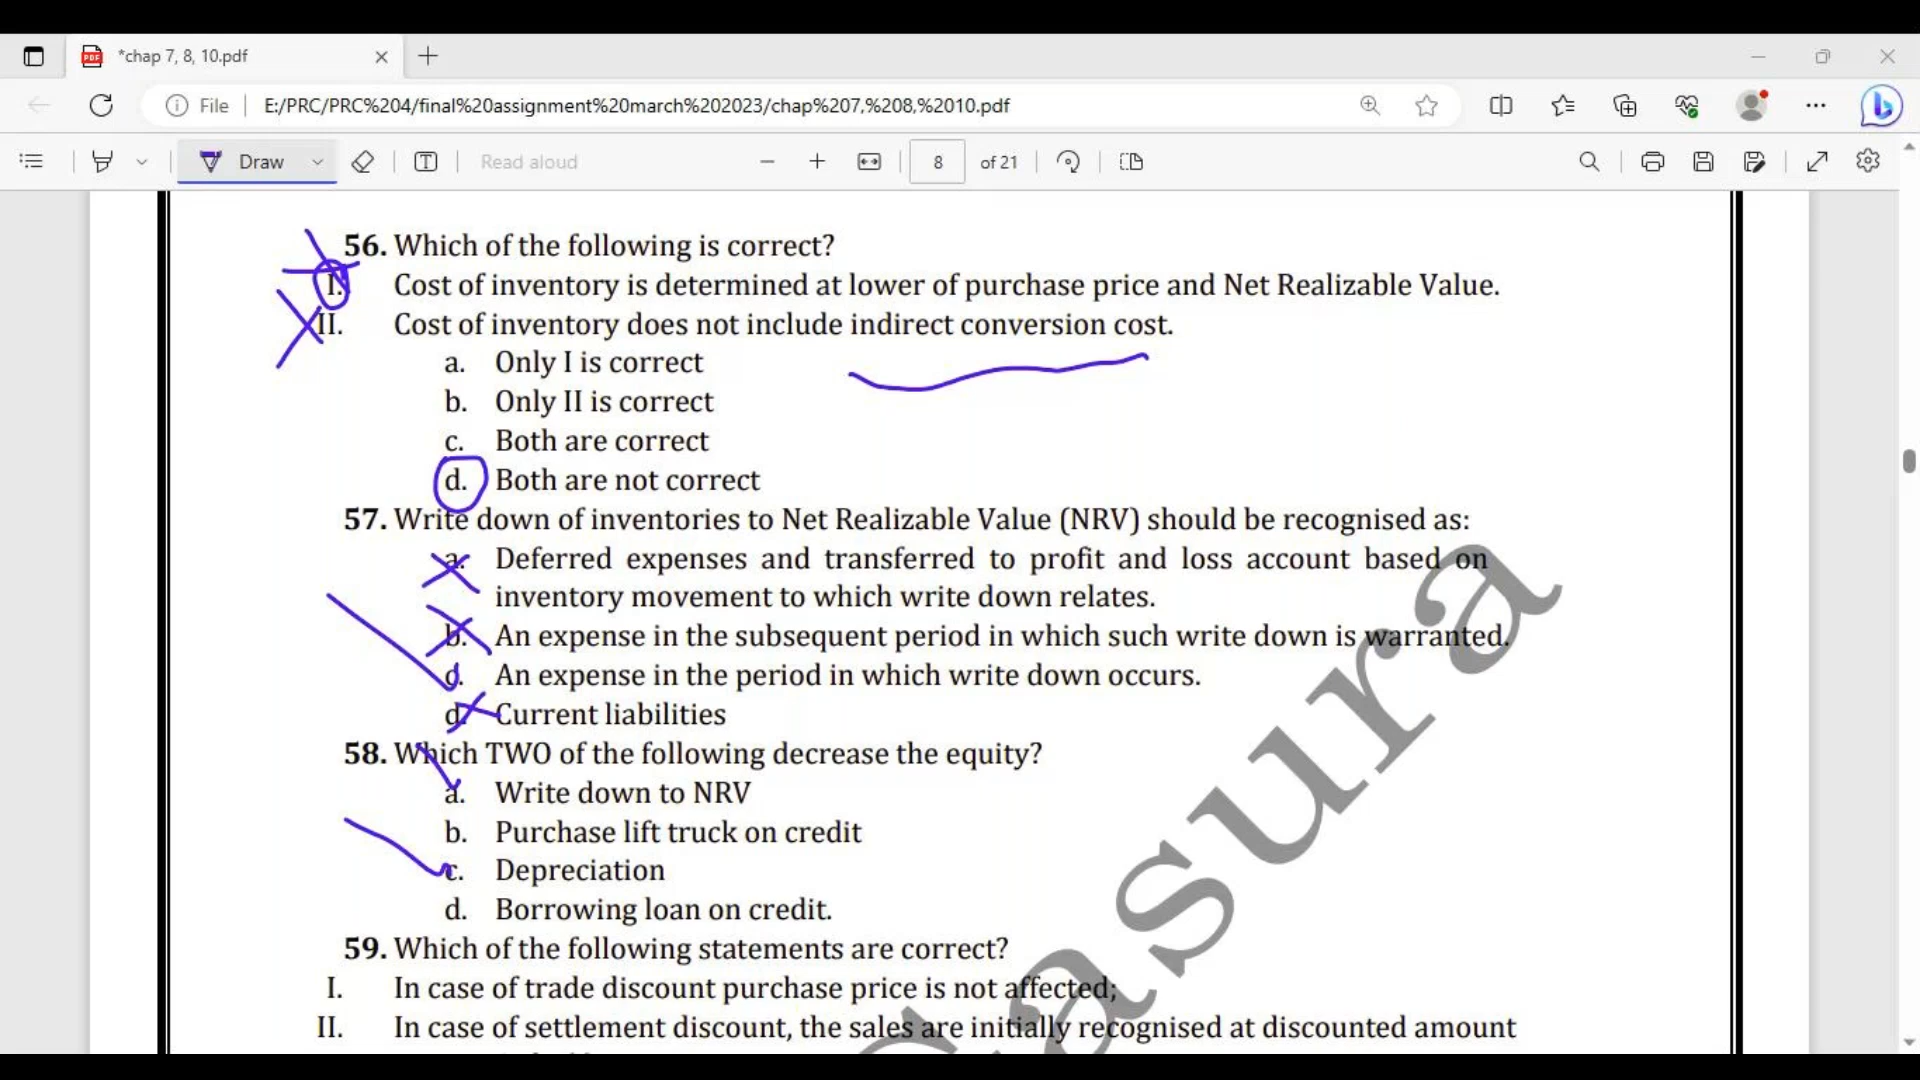 *chap 7, 8, 10.pdf
File E:/PRC/PRC%204/final%20assignment%20march%202023/chap%207,%208,%2010.pdf
Draw Read aloud 8 of 21
56. Which of the following is correct?
I. Cost of inventory is determined at lower of purchase price and Net Realizable Value.
II. Cost of inventory does not include indirect conversion cost.
a. Only I is correct
b. Only II is correct
c. Both are correct
d. Both are not correct
57. Write down of inventories to Net Realizable Value (NRV) should be recognised as:
a. Deferred expenses and transferred to profit and loss account based on
inventory movement to which write down relates.
b. An expense in the subsequent period in which such write down is warranted.
d. An expense in the period in which write down occurs.
d. Current liabilities
58. Which TWO of the following decrease the equity?
a. Write down to NRV
b. Purchase lift truck on credit
c. Depreciation
d. Borrowing loan on credit.
59. Which of the following statements are correct?
I. In case of trade discount purchase price is not affected;
II. In case of settlement discount, the sales are initially recognised at discounted amount
asura